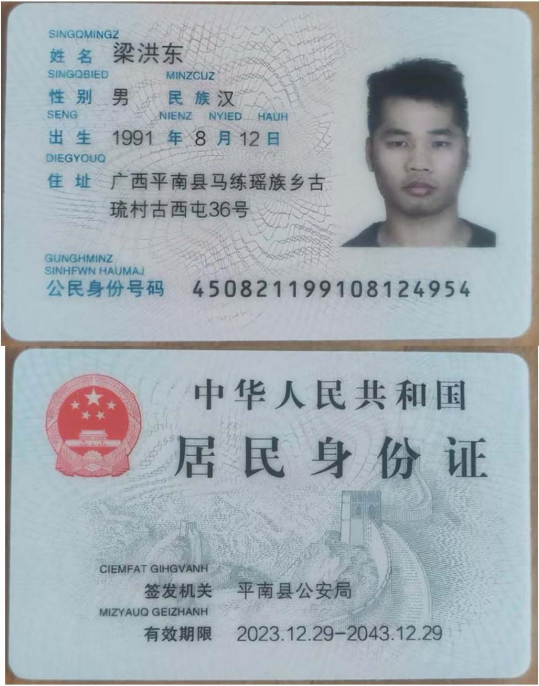 SINGQMINGZ
姓 名 梁洪东
SINGQBIED MINZCUZ
性 别 男 民 族 汉
SENG NIENZ NYIED HAUH
出 生 1991 年 8 月 12 日
DIEGYOUQ
住 址 广西平南县马练瑶族乡古
琉村古西屯36号
GUNGHMINZ
SINHFWN HAUMAJ
公民身份号码 450821199108124954
中华人民共和国
居民身份证
CIEMFAT GIHGVANH
签发机关 平南县公安局
MIZYAUQ GEIZHANH
有效期限 2023.12.29-2043.12.29